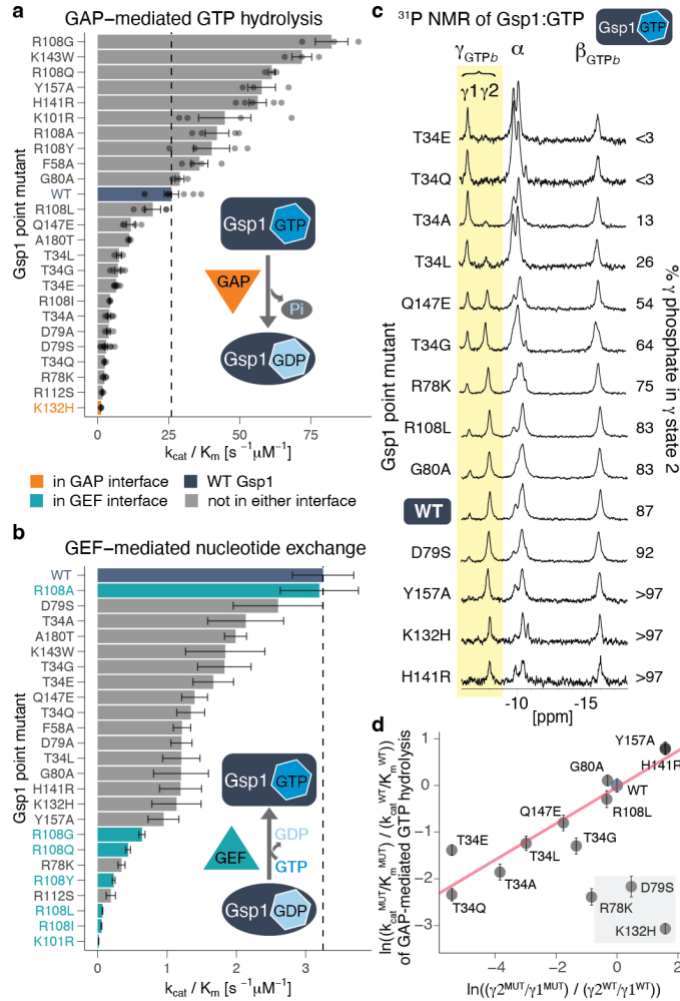 a
GAP−mediated GTP hydrolysis
Gsp1 point mutant
R108G
K143W
R108Q
Y157A
H141R
K101R
R108A
R108Y
F58A
G80A
WT
R108L
Q147E
A180T
T34L
T34G
T34E
R108I
T34A
D79A
D79S
T34Q
R78K
R112S
K132H
Gsp1 GTP
GAP
Pi
Gsp1 GDP
0 25 50 75
kcat / Km [s −1μM−1]
in GAP interface
WT Gsp1
in GEF interface
not in either interface
b
GEF−mediated nucleotide exchange
Gsp1 point mutant
WT
R108A
D79S
T34A
A180T
K143W
T34G
T34E
Q147E
T34Q
F58A
D79A
T34L
G80A
H141R
K132H
Y157A
R108G
R108Q
R78K
R108Y
R112S
R108L
R108I
K101R
Gsp1 GTP
GEF
GDP
GTP
Gsp1 GDP
0 1 2 3
kcat / Km [s −1μM−1]
c
31P NMR of Gsp1:GTP
Gsp1 GTP
γGTPb α βGTPb
γ1 γ2
Gsp1 point mutant
T34E <3
T34Q <3
T34A 13
T34L 26
Q147E 54
T34G 64
R78K 75
R108L 83
G80A 83
WT 87
D79S 92
Y157A >97
K132H >97
H141R >97
% γ phosphate in γ state 2
-10 -15
[ppm]
d
ln((kcatMUT/KmMUT) / (kcatWT/KmWT))
of GAP-mediated GTP hydrolysis
1
0
−1
−2
−3
Y157A
H141R
G80A
WT
R108L
Q147E
T34G
T34E
T34L
T34A
T34Q
D79S
R78K
K132H
−4 −2 0
ln((γ2MUT/γ1MUT) / (γ2WT/γ1WT))